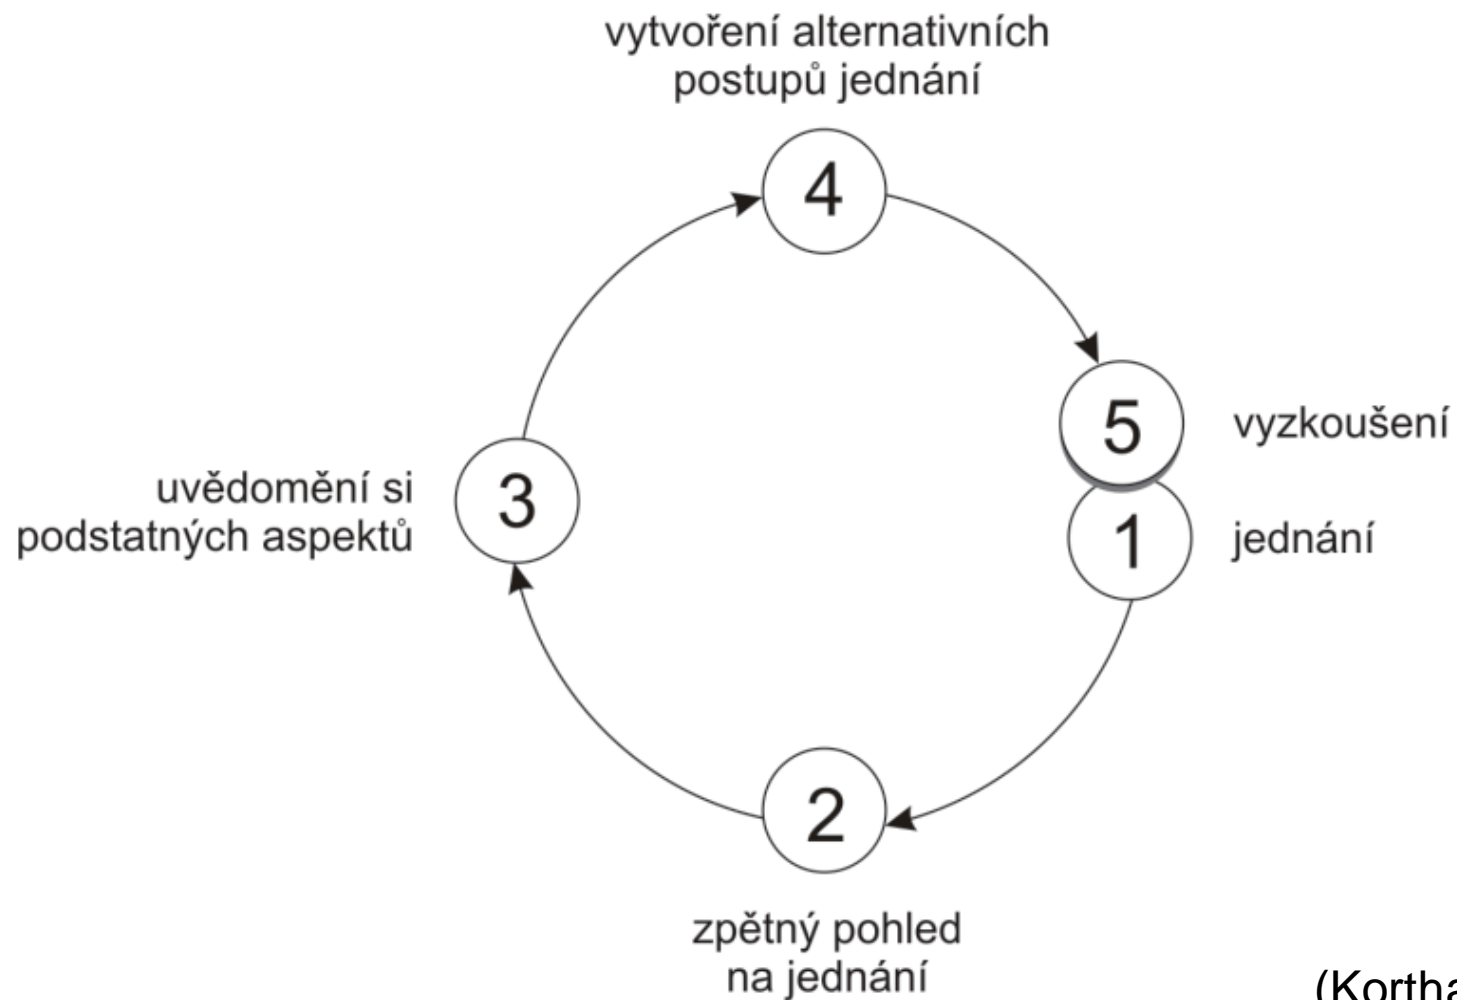 vytvoření alternativních
postupů jednání
4
5
vyzkoušení
1
jednání
uvědomění si
podstatných aspektů
3
2
zpětný pohled
na jednání